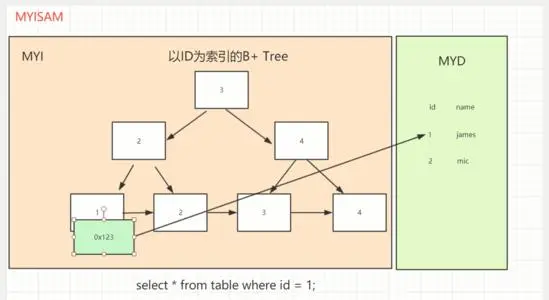 MYISAM
MYI
以ID为索引的B+ Tree
MYD
3
2
4
1
2
3
4
0x123
id name
1 james
2 mic
select * from table where id = 1;